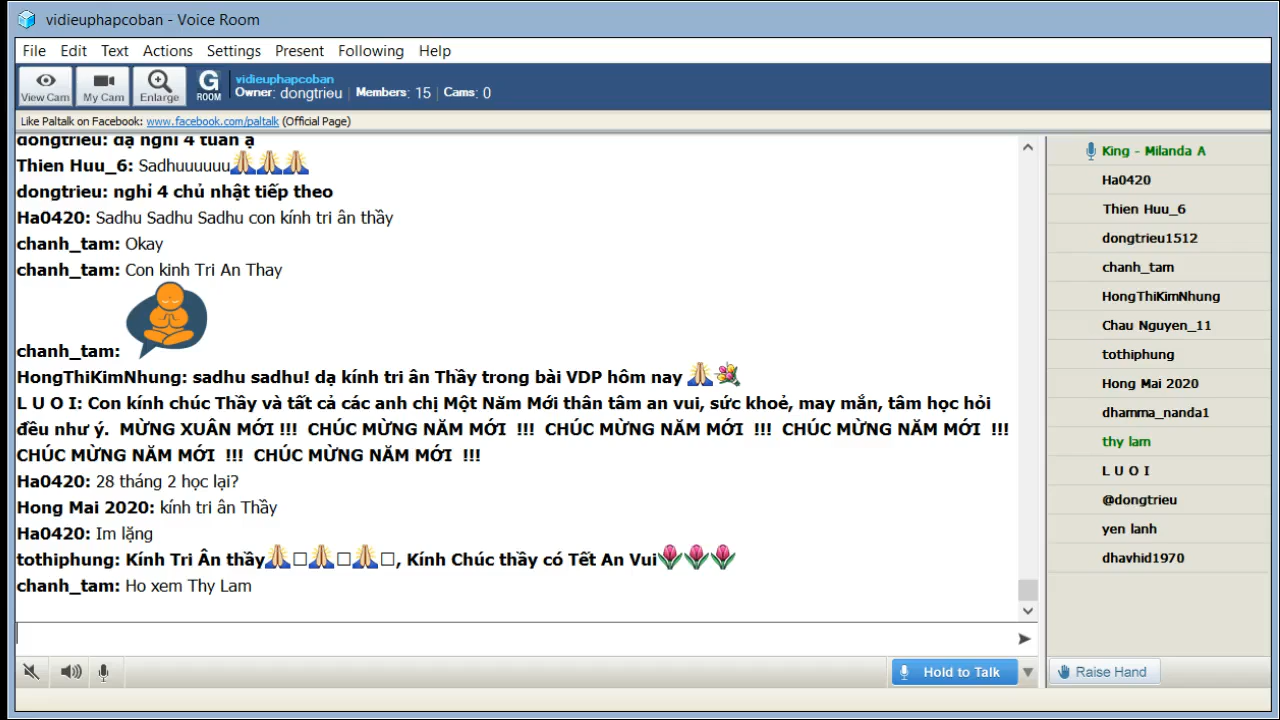 vidieuphapcoban - Voice Room
File Edit Text Actions Settings Present Following Help
View Cam My Cam Enlarge G ROOM vidieuphapcoban
Owner: dongtrieu Members: 15 Cams: 0
Like Paltalk on Facebook: www.facebook.com/paltalk (Official Page)
dongtrieu: dạ nghỉ 4 tuần ạ
Thien Huu_6: Sadhuuuuuu🙏🙏🙏
dongtrieu: nghỉ 4 chủ nhật tiếp theo
Ha0420: Sadhu Sadhu Sadhu con kính tri ân thầy
chanh_tam: Okay
chanh_tam: Con kinh Tri An Thay
chanh_tam:
HongThiKimNhung: sadhu sadhu! dạ kính tri ân Thầy trong bài VDP hôm nay 🙏💐
L U O I: Con kính chúc Thầy và tất cả các anh chị Một Năm Mới thân tâm an vui, sức khoẻ, may mắn, tâm học hỏi
đều như ý. MỪNG XUÂN MỚI !!! CHÚC MỪNG NĂM MỚI !!! CHÚC MỪNG NĂM MỚI !!! CHÚC MỪNG NĂM MỚI !!!
CHÚC MỪNG NĂM MỚI !!! CHÚC MỪNG NĂM MỚI !!!
Ha0420: 28 tháng 2 học lại?
Hong Mai 2020: kính tri ân Thầy
Ha0420: Im lặng
tothiphung: Kính Tri Ân thầy🙏□🙏□🙏□, Kính Chúc thầy có Tết An Vui🌷🌷🌷
chanh_tam: Ho xem Thy Lam
Hold to Talk
King - Milanda A
Ha0420
Thien Huu_6
dongtrieu1512
chanh_tam
HongThiKimNhung
Chau Nguyen_11
tothiphung
Hong Mai 2020
dhamma_nanda1
thy lam
L U O I
@dongtrieu
yen lanh
dhavhid1970
Raise Hand